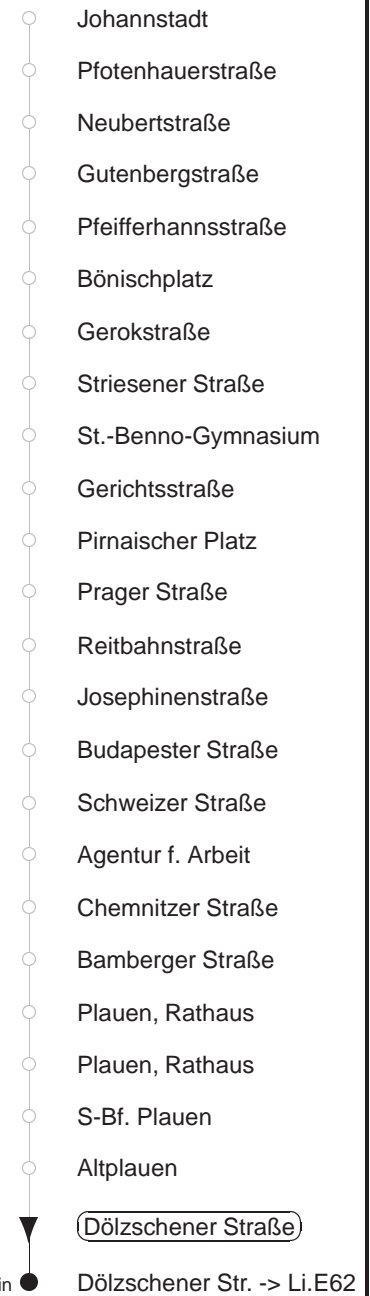 Johannstadt
Pfotenhauerstraße
Neubertstraße
Gutenbergstraße
Pfeifferhannsstraße
Bönischplatz
Gerokstraße
Striesener Straße
St.-Benno-Gymnasium
Gerichtsstraße
Pirnaischer Platz
Prager Straße
Reitbahnstraße
Josephinenstraße
Budapester Straße
Schweizer Straße
Agentur f. Arbeit
Chemnitzer Straße
Bamberger Straße
Plauen, Rathaus
Plauen, Rathaus
S-Bf. Plauen
Altplauen
Dölzschener Straße
Dölzschener Str. -> Li.E62